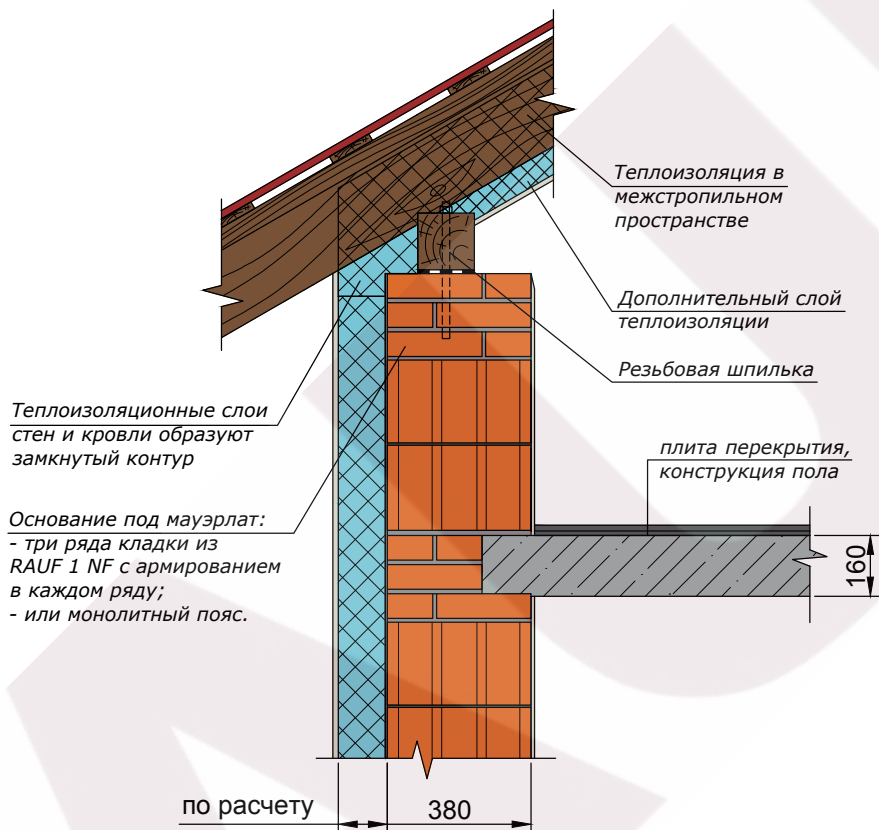 Теплоизоляция в
межстропильном
пространстве
Дополнительный слой
теплоизоляции
Резьбовая шпилька
Теплоизоляционные слои
стен и кровли образуют
замкнутый контур
плита перекрытия,
конструкция пола
Основание под мауэрлат:
- три ряда кладки из
RAUF 1 NF с армированием
в каждом ряду;
- или монолитный пояс.
160
по расчету
380